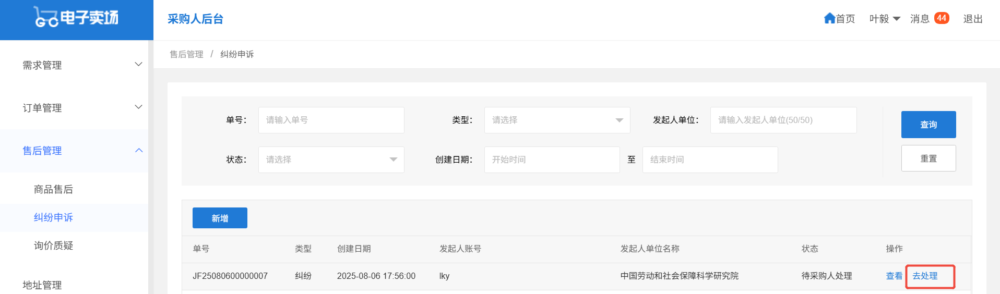 GC电子卖场
采购人后台
首页 叶毅 消息 44 退出
售后管理 / 纠纷申诉
需求管理
订单管理
售后管理
商品售后
纠纷申诉
询价质疑
地址管理
单号： 请输入单号 类型： 请选择 发起人单位： 请输入发起人单位(50/50) 查询
状态： 请选择 创建日期： 开始时间 至 结束时间 重置
新增
单号 类型 创建日期 发起人账号 发起人单位名称 状态 操作
JF25080600000007 纠纷 2025-08-06 17:56:00 lky 中国劳动和社会保障科学研究院 待采购人处理 查看 去处理